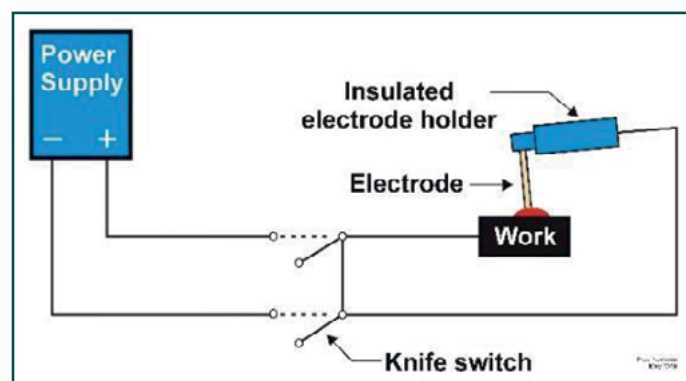 Power
Supply
− +
Insulated
electrode holder
Electrode
Work
Knife switch